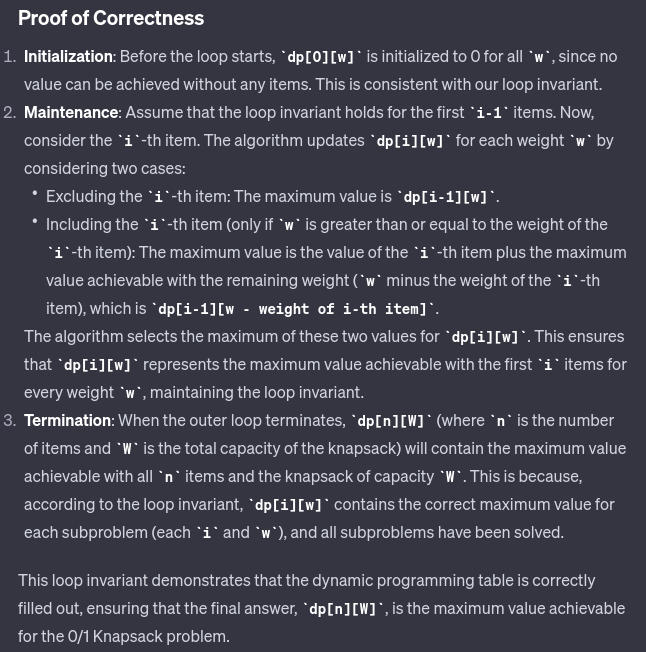 Proof of Correctness
1. Initialization: Before the loop starts, `dp[0][w]` is initialized to 0 for all `w`, since no
value can be achieved without any items. This is consistent with our loop invariant.
2. Maintenance: Assume that the loop invariant holds for the first `i-1` items. Now,
consider the `i`-th item. The algorithm updates `dp[i][w]` for each weight `w` by
considering two cases:
• Excluding the `i`-th item: The maximum value is `dp[i-1][w]`.
• Including the `i`-th item (only if `w` is greater than or equal to the weight of the
`i`-th item): The maximum value is the value of the `i`-th item plus the maximum
value achievable with the remaining weight (`w` minus the weight of the `i`-th
item), which is `dp[i-1][w - weight of i-th item]`.
The algorithm selects the maximum of these two values for `dp[i][w]`. This ensures
that `dp[i][w]` represents the maximum value achievable with the first `i` items for
every weight `w`, maintaining the loop invariant.
3. Termination: When the outer loop terminates, `dp[n][W]` (where `n` is the number
of items and `W` is the total capacity of the knapsack) will contain the maximum value
achievable with all `n` items and the knapsack of capacity `W`. This is because,
according to the loop invariant, `dp[i][w]` contains the correct maximum value for
each subproblem (each `i` and `w`), and all subproblems have been solved.
This loop invariant demonstrates that the dynamic programming table is correctly
filled out, ensuring that the final answer, `dp[n][W]`, is the maximum value achievable
for the 0/1 Knapsack problem.